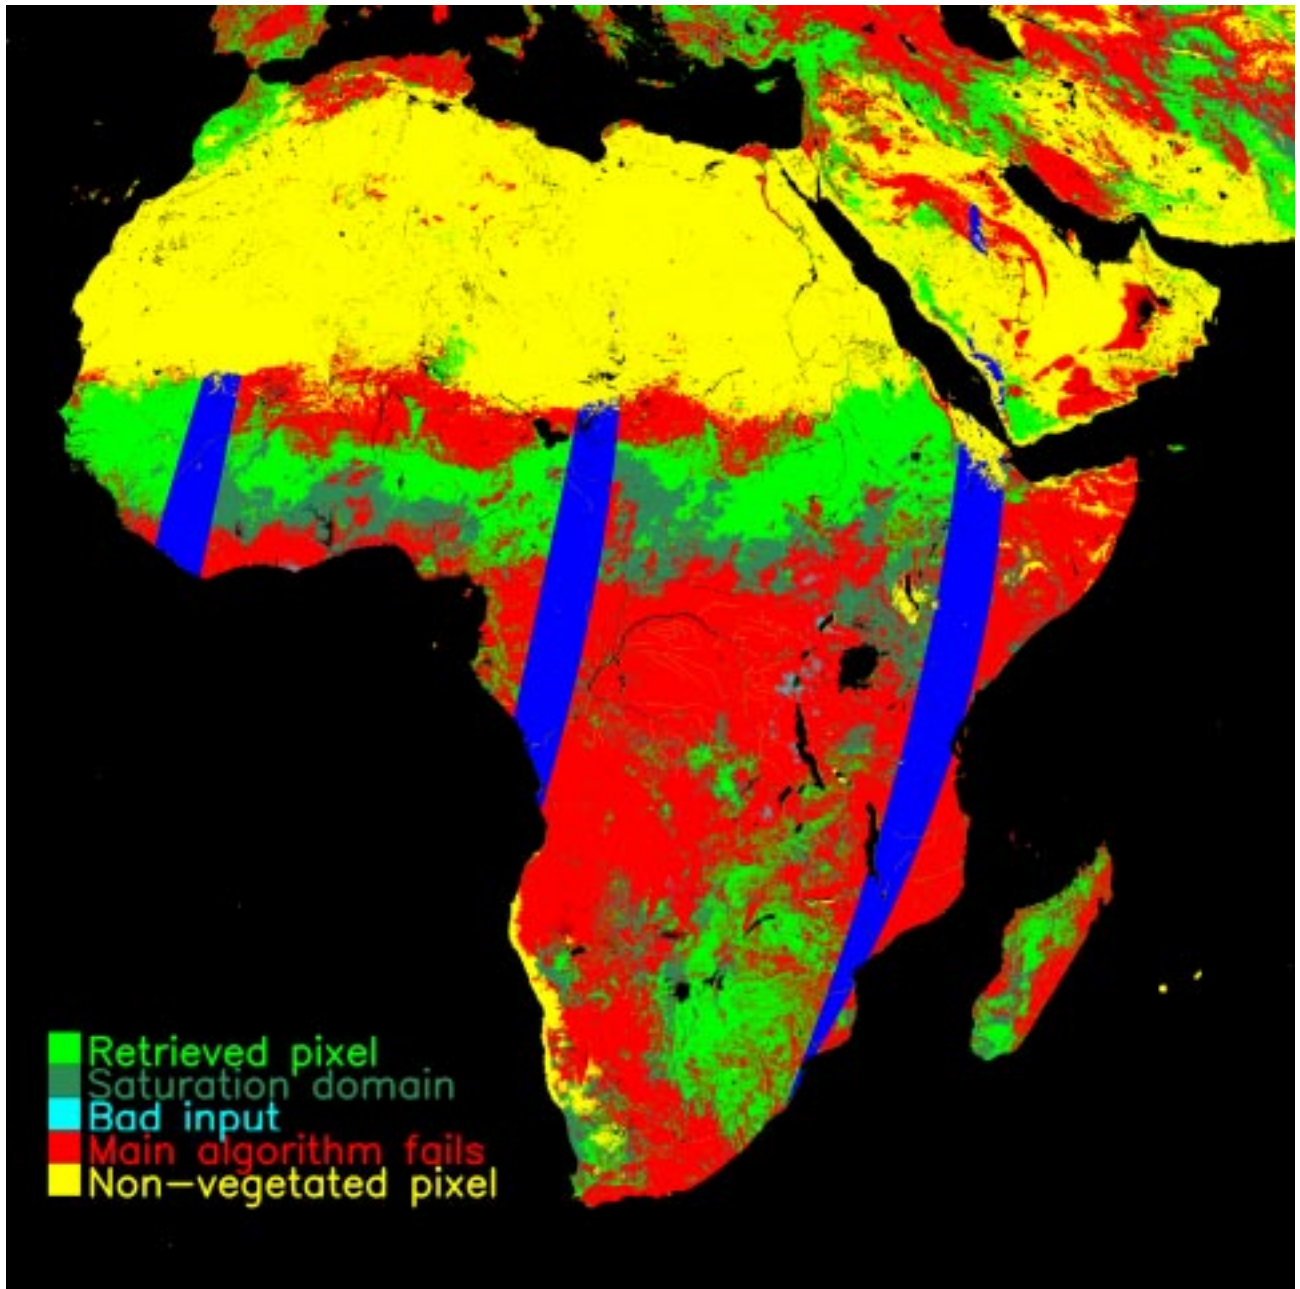 Retrieved pixel
Saturation domain
Bad input
Main algorithm fails
Non-vegetated pixel